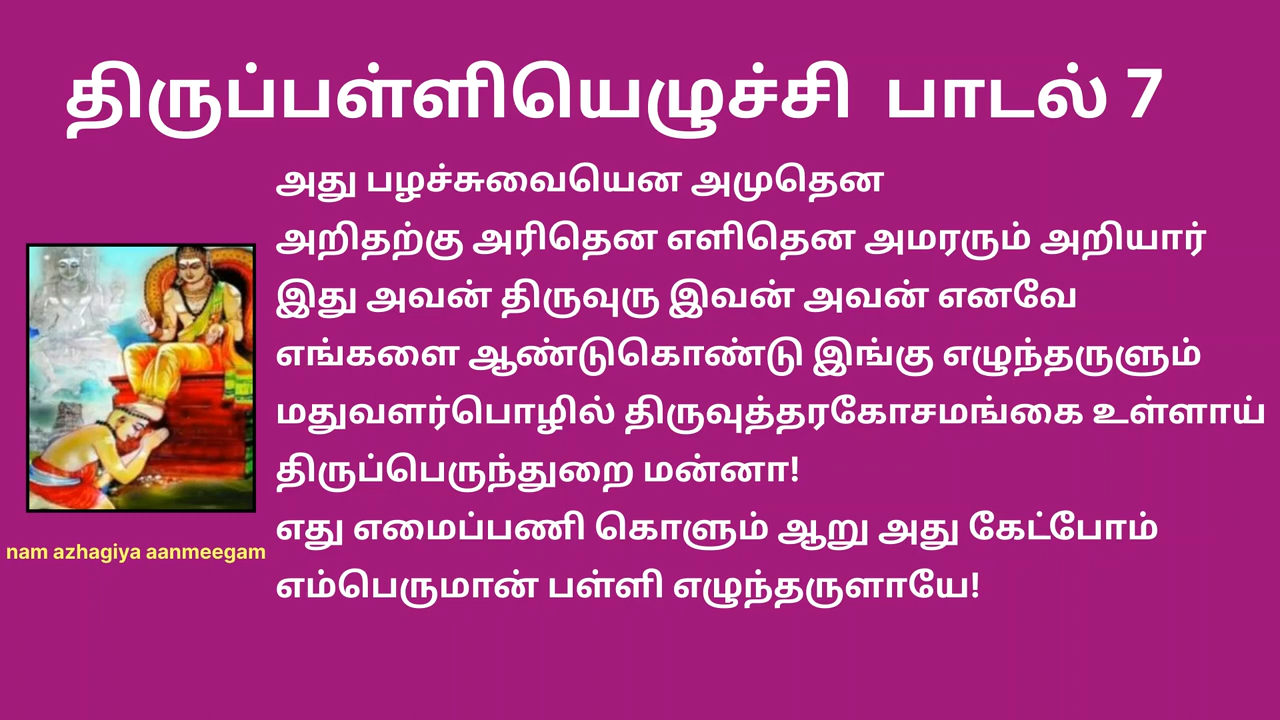 திருப்பள்ளியெழுச்சி பாடல் 7
அது பழச்சுவையென அமுதென
அறிதற்கு அரிதென எளிதென அமரரும் அறியார்
இது அவன் திருவுரு இவன் அவன் எனவே
எங்களை ஆண்டுகொண்டு இங்கு எழுந்தருளும்
மதுவளர்பொழில் திருவுத்தரகோசமங்கை உள்ளாய்
திருப்பெருந்துறை மன்னா!
எது எமைப்பணி கொளும் ஆறு அது கேட்போம்
எம்பெருமான் பள்ளி எழுந்தருளாயே!
nam azhagiya aanmeegam